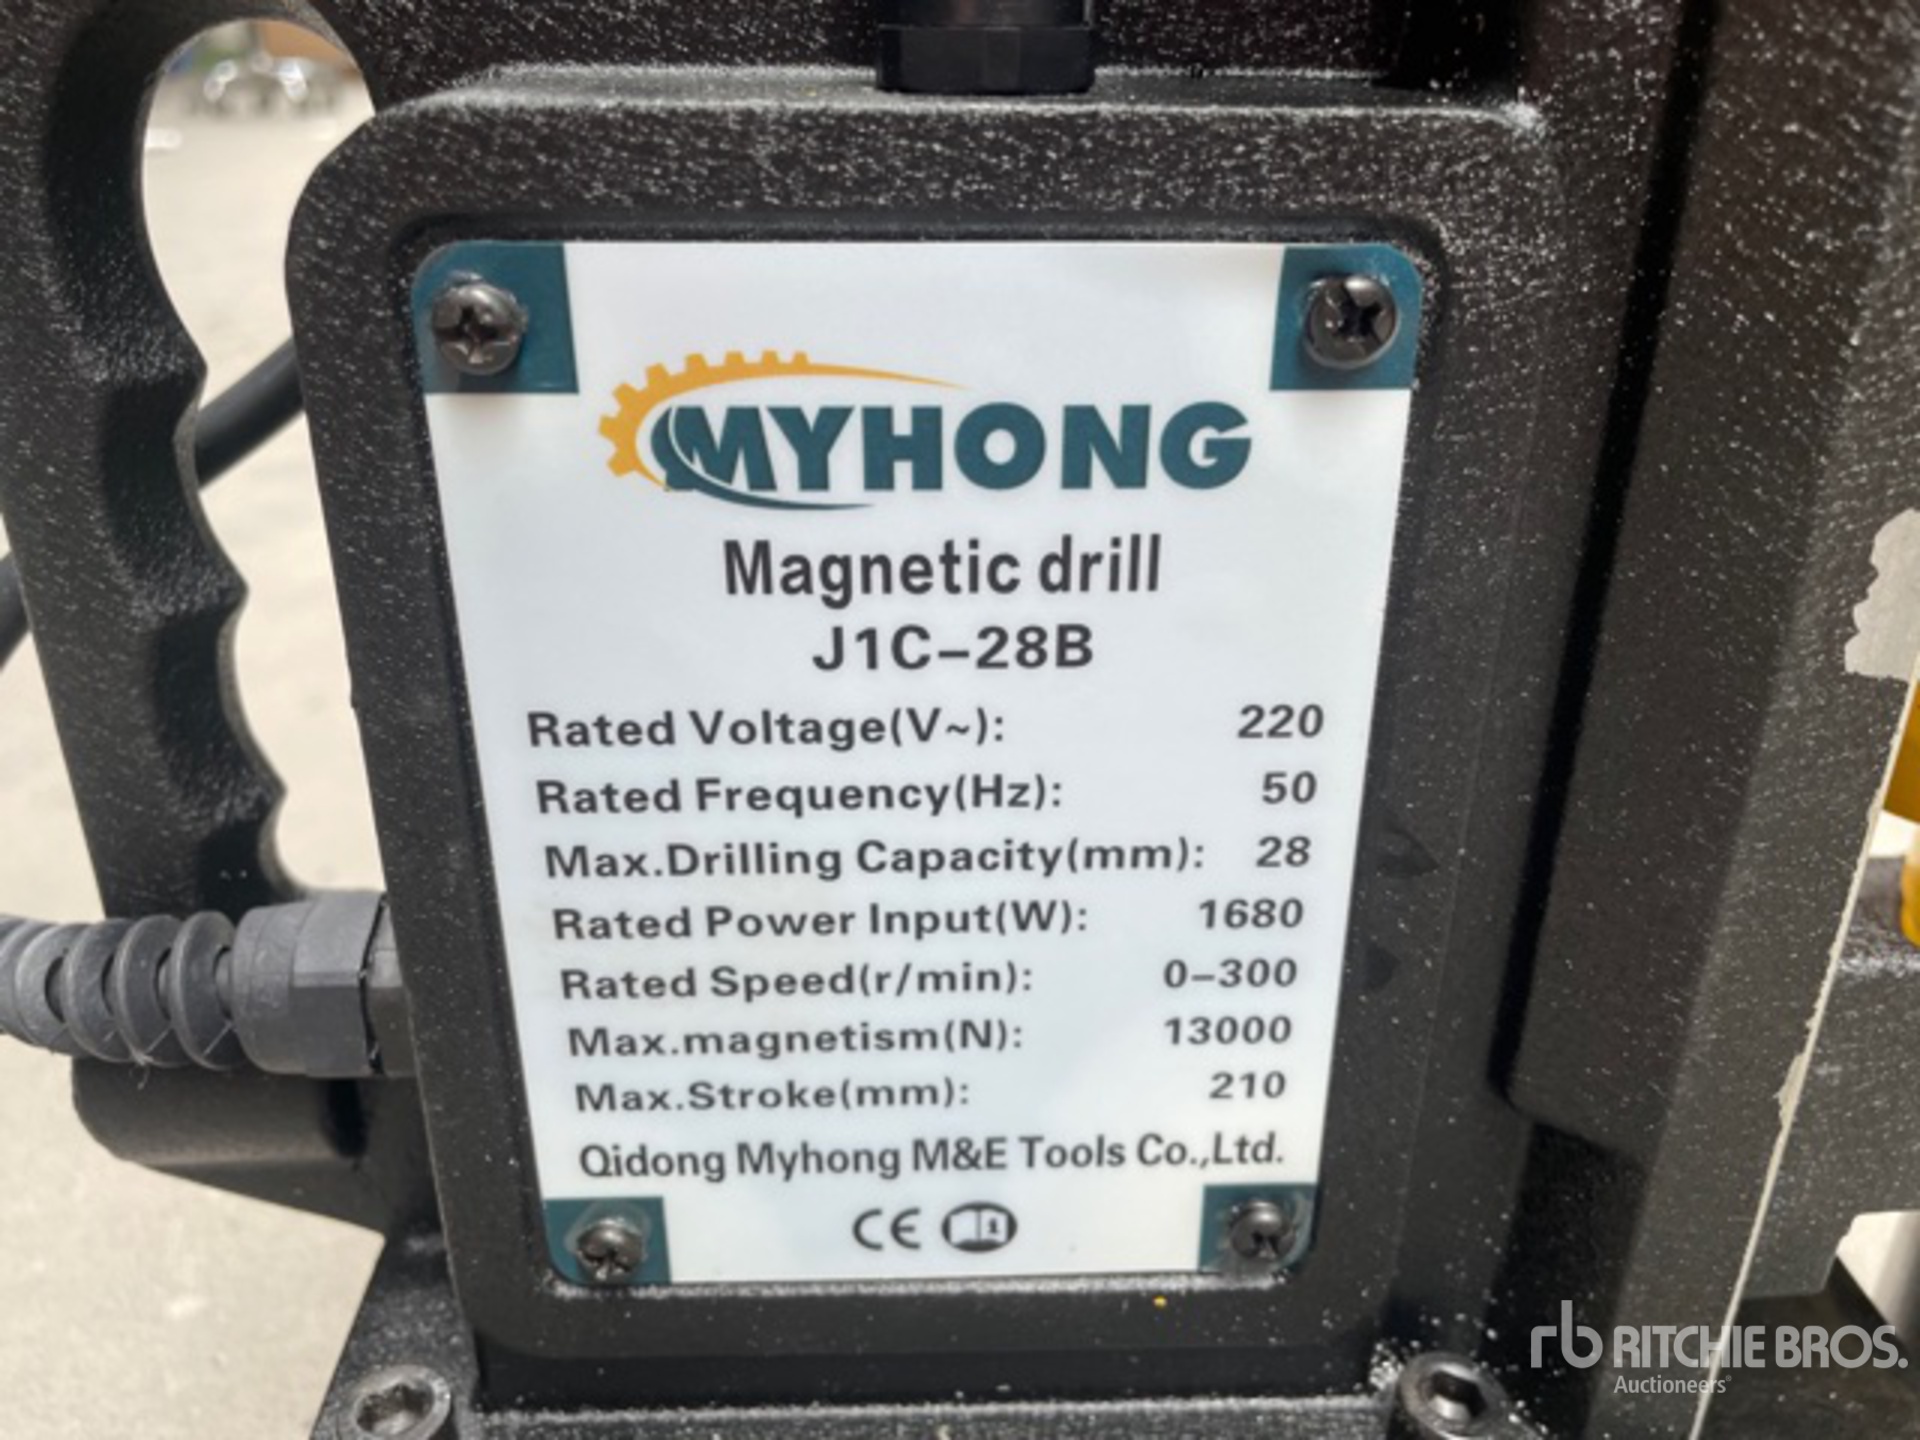 MYHONG
Magnetic drill
J1C-28B
Rated Voltage(V~): 220
Rated Frequency(Hz): 50
Max.Drilling Capacity(mm): 28
Rated Power Input(W): 1680
Rated Speed(r/min): 0-300
Max.magnetism(N): 13000
Max.Stroke(mm): 210
Qidong Myhong M&E Tools Co.,Ltd.
CE
rb RITCHIE BROS.
Auctioneers